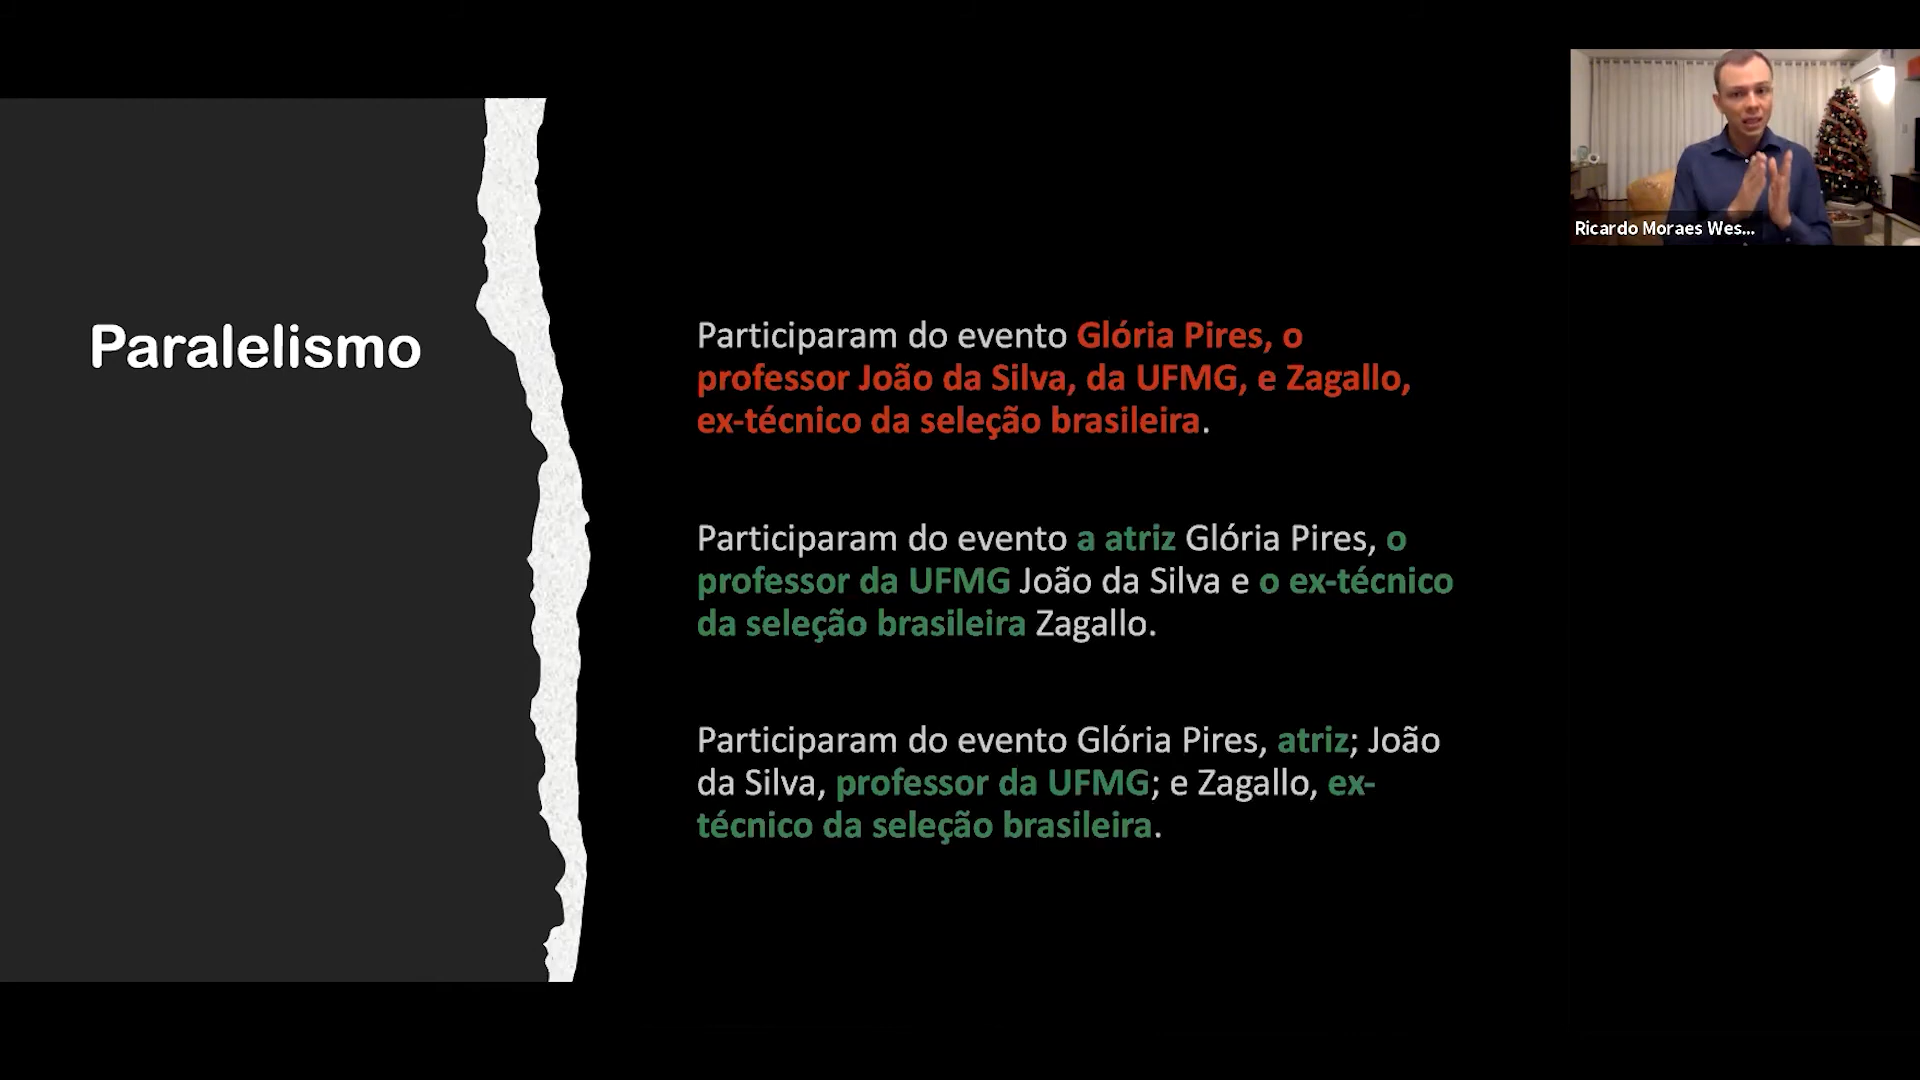 Paralelismo
Participaram do evento Glória Pires, o
professor João da Silva, da UFMG, e Zagallo,
ex-técnico da seleção brasileira.
Participaram do evento a atriz Glória Pires, o
professor da UFMG João da Silva e o ex-técnico
da seleção brasileira Zagallo.
Participaram do evento Glória Pires, atriz; João
da Silva, professor da UFMG; e Zagallo, ex-
técnico da seleção brasileira.
Ricardo Moraes Wes...